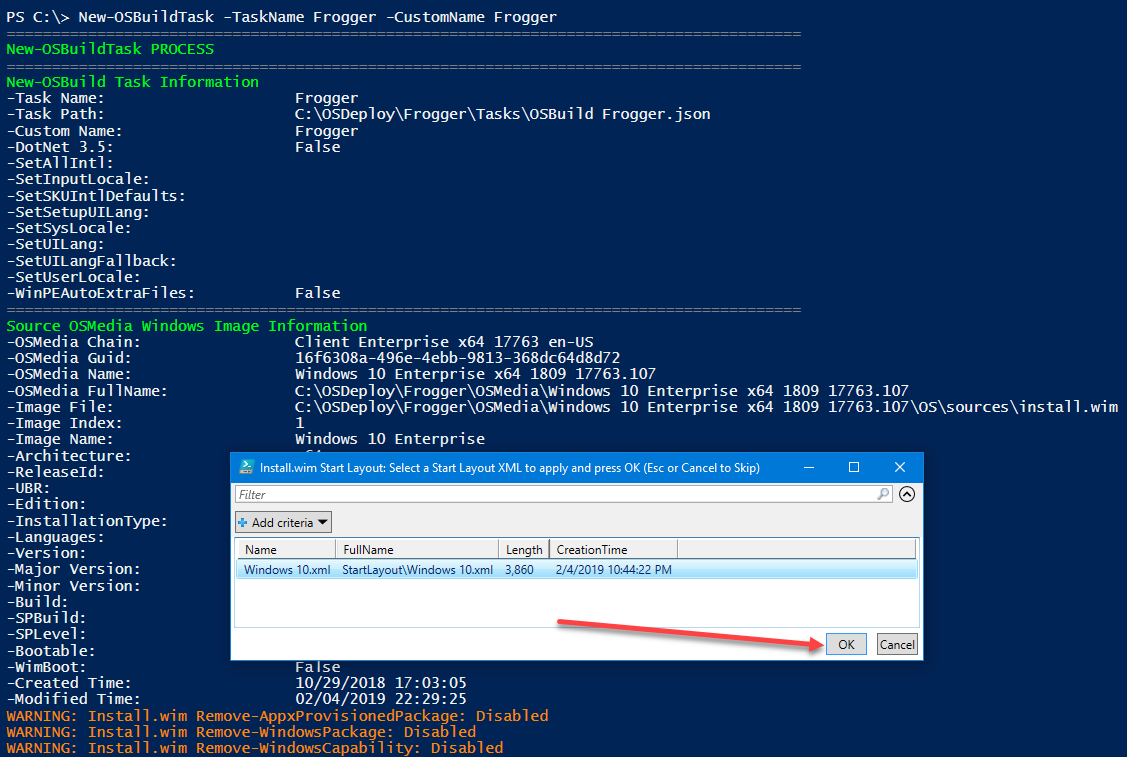 PS C:\> New-OSBuildTask -TaskName Frogger -CustomName Frogger
========================================================================================
New-OSBuildTask PROCESS
========================================================================================
New-OSBuild Task Information
-Task Name: Frogger
-Task Path: C:\OSDeploy\Frogger\Tasks\OSBuild Frogger.json
-Custom Name: Frogger
-DotNet 3.5: False
-SetAllIntl:
-SetInputLocale:
-SetSKUIntlDefaults:
-SetSetupUILang:
-SetSysLocale:
-SetUILang:
-SetUILangFallback:
-SetUserLocale:
-WinPEAutoExtraFiles: False
========================================================================================
Source OSMedia Windows Image Information
-OSMedia Chain: Client Enterprise x64 17763 en-US
-OSMedia Guid: 16f6308a-496e-4ebb-9813-368dc64d8d72
-OSMedia Name: Windows 10 Enterprise x64 1809 17763.107
-OSMedia FullName: C:\OSDeploy\Frogger\OSMedia\Windows 10 Enterprise x64 1809 17763.107
-Image File: C:\OSDeploy\Frogger\OSMedia\Windows 10 Enterprise x64 1809 17763.107\OS\sources\install.wim
-Image Index: 1
-Image Name: Windows 10 Enterprise
-Architecture:
-ReleaseId:
-UBR:
-Edition:
-InstallationType:
-Languages:
-Version:
-Major Version:
-Minor Version:
-Build:
-SPBuild:
-SPLevel:
-Bootable:
-WimBoot: False
-Created Time: 10/29/2018 17:03:05
-Modified Time: 02/04/2019 22:29:25
WARNING: Install.wim Remove-AppxProvisionedPackage: Disabled
WARNING: Install.wim Remove-WindowsPackage: Disabled
WARNING: Install.wim Remove-WindowsCapability: Disabled
Install.wim Start Layout: Select a Start Layout XML to apply and press OK (Esc or Cancel to Skip)
Filter
Add criteria
Name FullName Length CreationTime
Windows 10.xml StartLayout\Windows 10.xml 3,860 2/4/2019 10:44:22 PM
OK Cancel